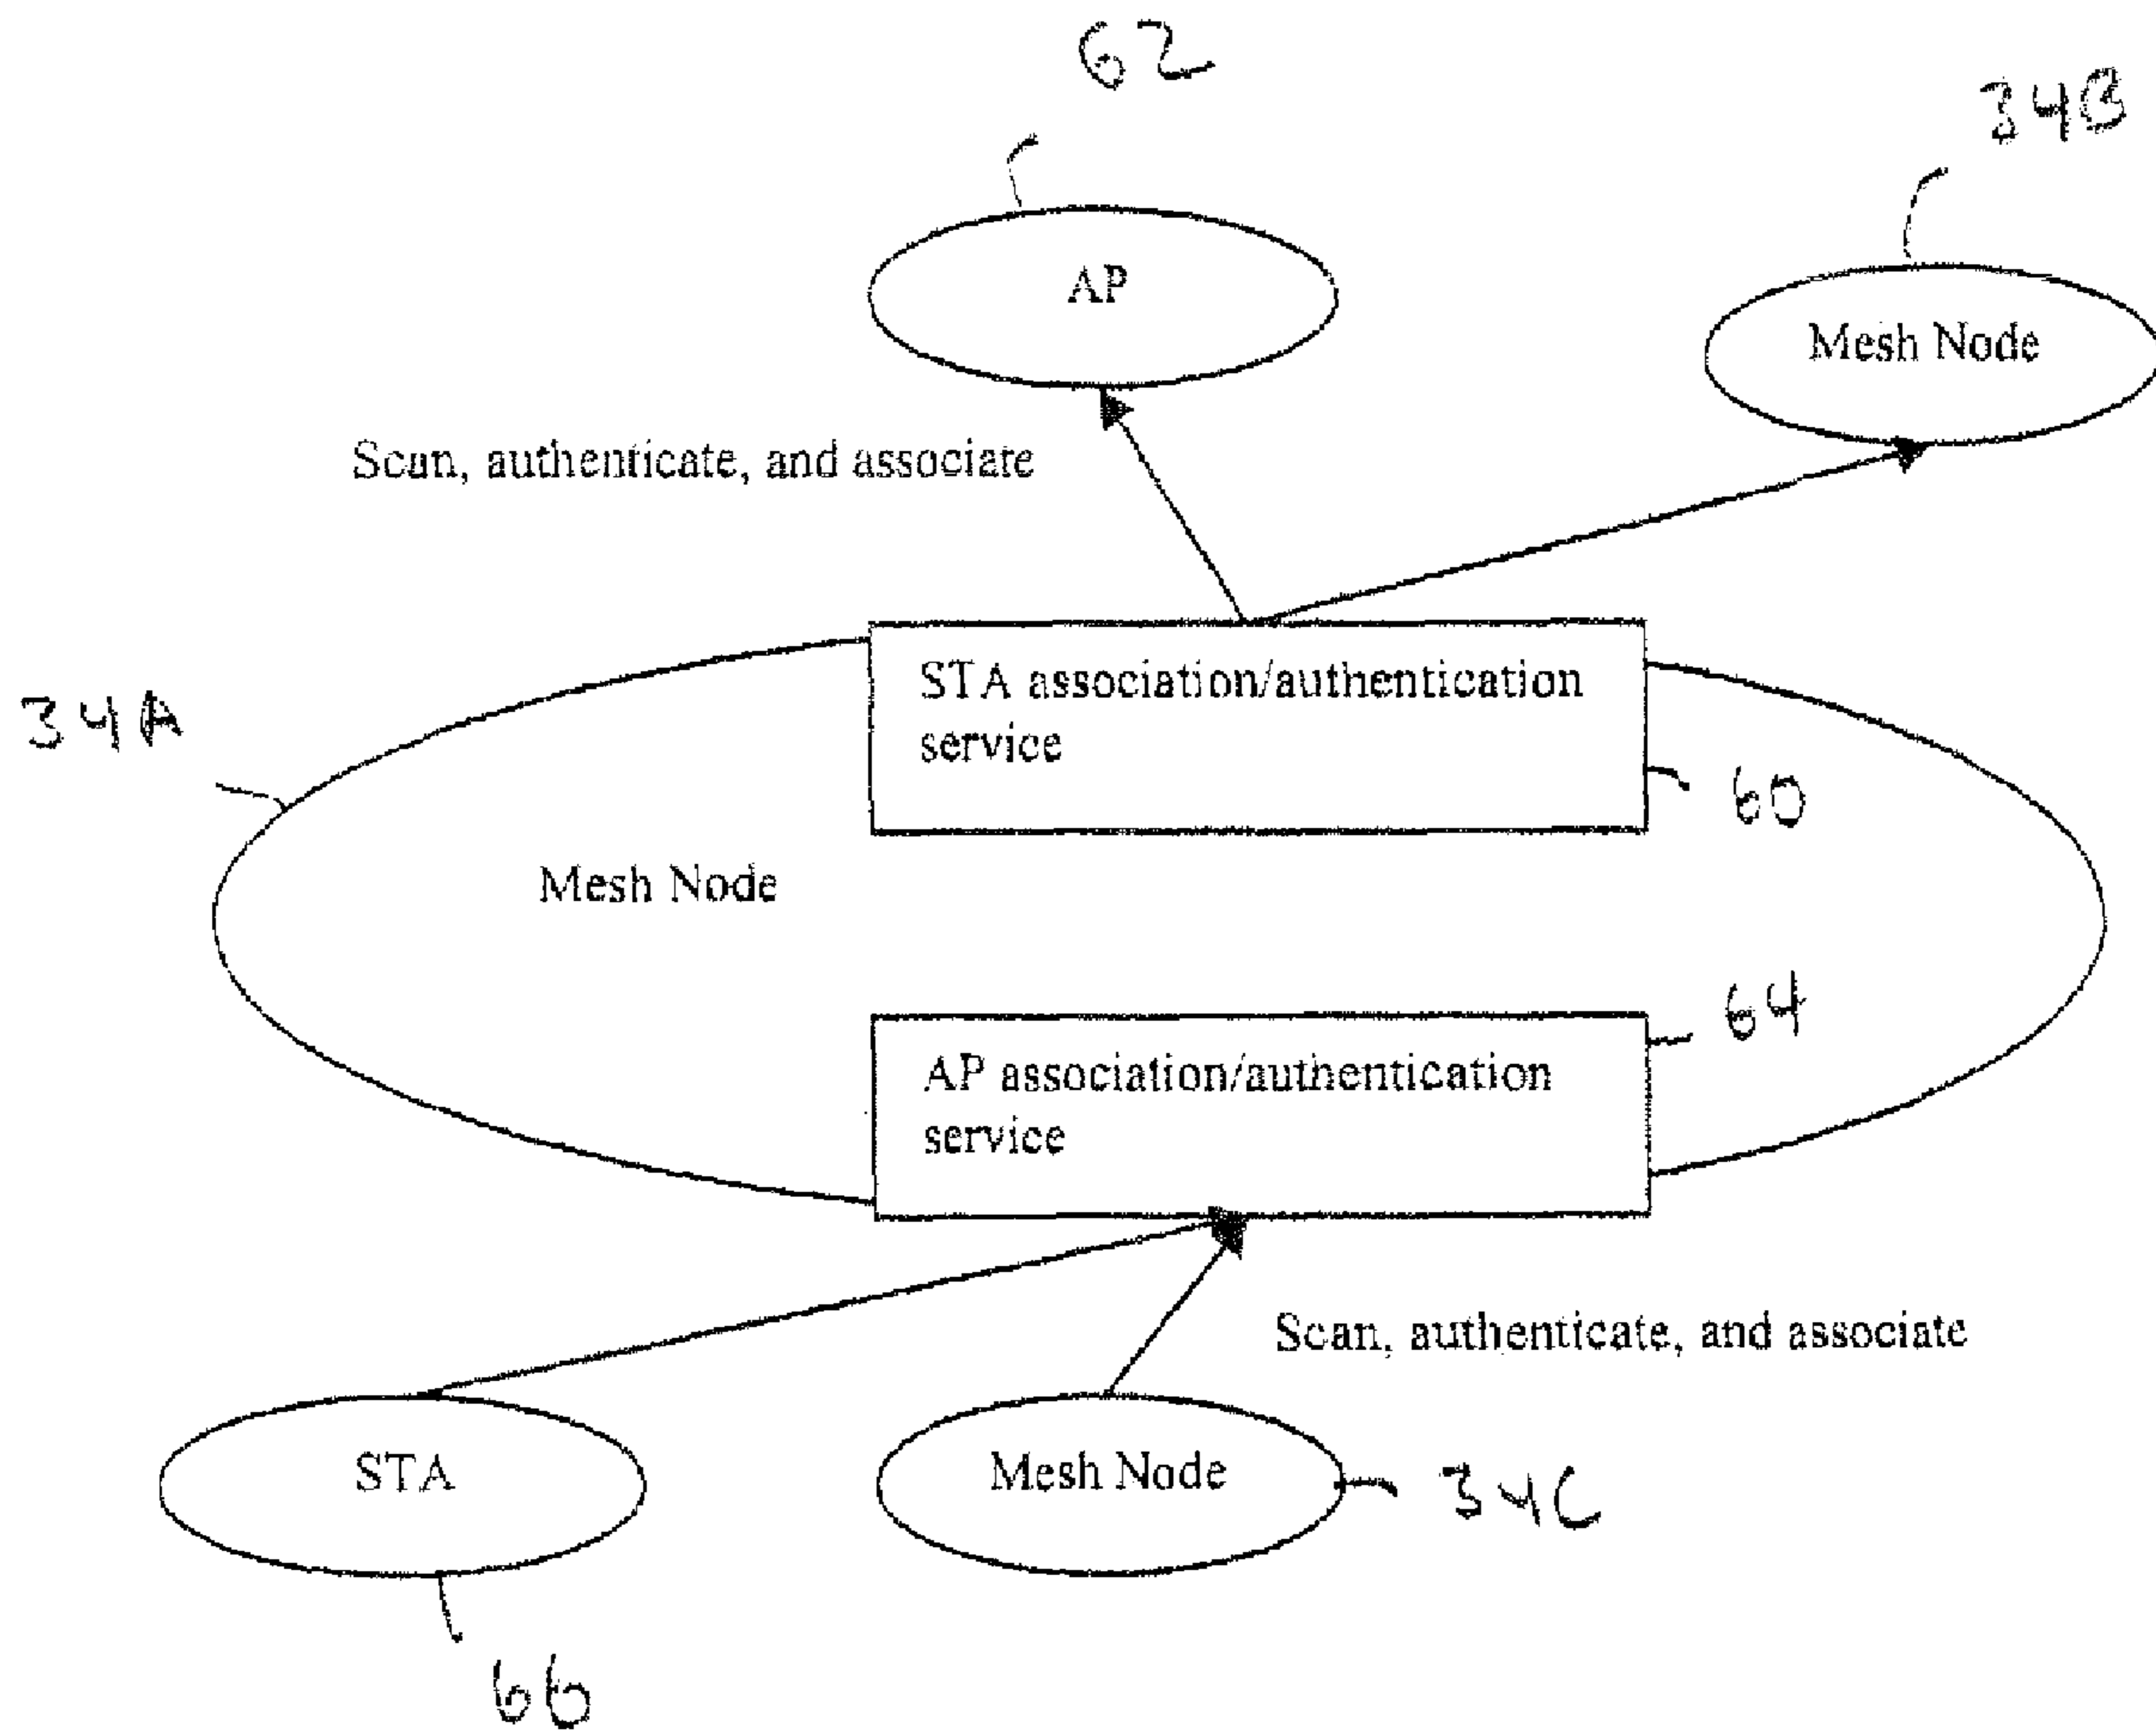 62
34B
AP
Mesh Node
Scan, authenticate, and associate
STA association/authentication
service
34A
60
Mesh Node
64
AP association/authentication
service
Scan, authenticate, and associate
STA
Mesh Node
34C
66